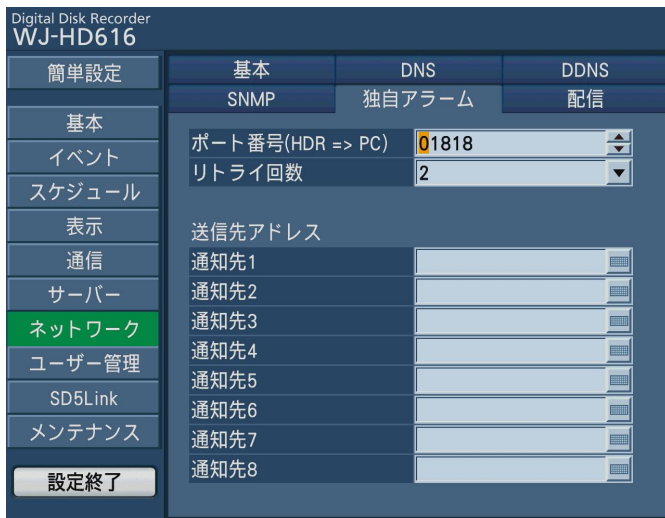 Digital Disk Recorder
WJ-HD616
簡単設定
基本
イベント
スケジュール
表示
通信
サーバー
ネットワーク
ユーザー管理
SD5Link
メンテナンス
設定終了
基本 DNS DDNS
SNMP 独自アラーム 配信
ポート番号(HDR => PC) 01818
リトライ回数 2
送信先アドレス
通知先1
通知先2
通知先3
通知先4
通知先5
通知先6
通知先7
通知先8